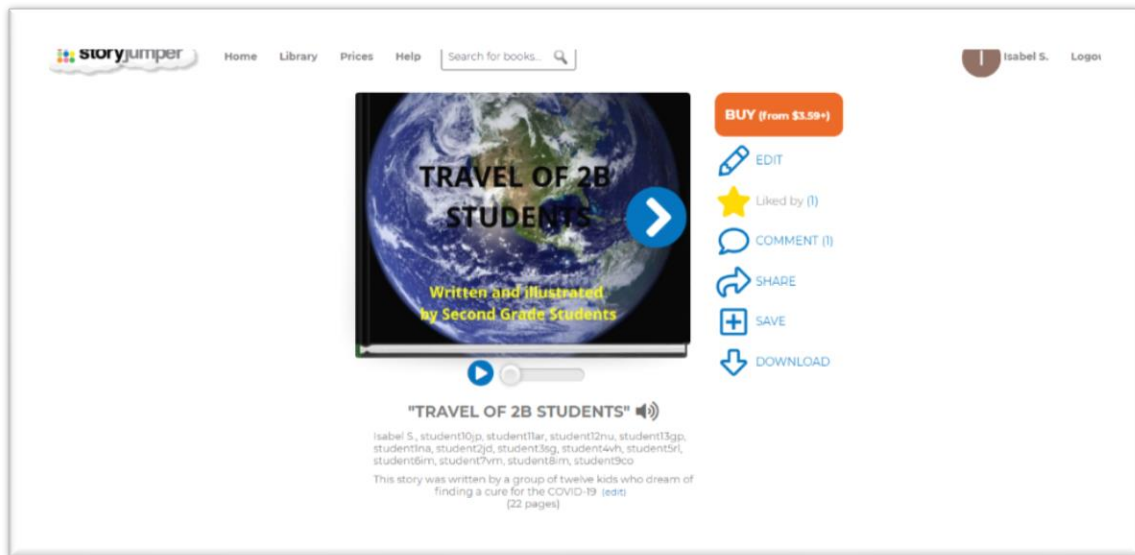 storyjumper Home Library Prices Help Search for books... I Isabel S. Logou
TRAVEL OF 2B
STUDENTS
Written and illustrated
by Second Grade Students
BUY (from $3.59+)
EDIT
Liked by (1)
COMMENT (1)
SHARE
SAVE
DOWNLOAD
"TRAVEL OF 2B STUDENTS"
Isabel S., student10jp, student11ar, student12nu, student13gp,
student1na, student2jd, student3sg, student4vh, student5rl,
student6im, student7vm, student8im, student9co
This story was written by a group of twelve kids who dream of
finding a cure for the COVID-19 (edit)
(22 pages)